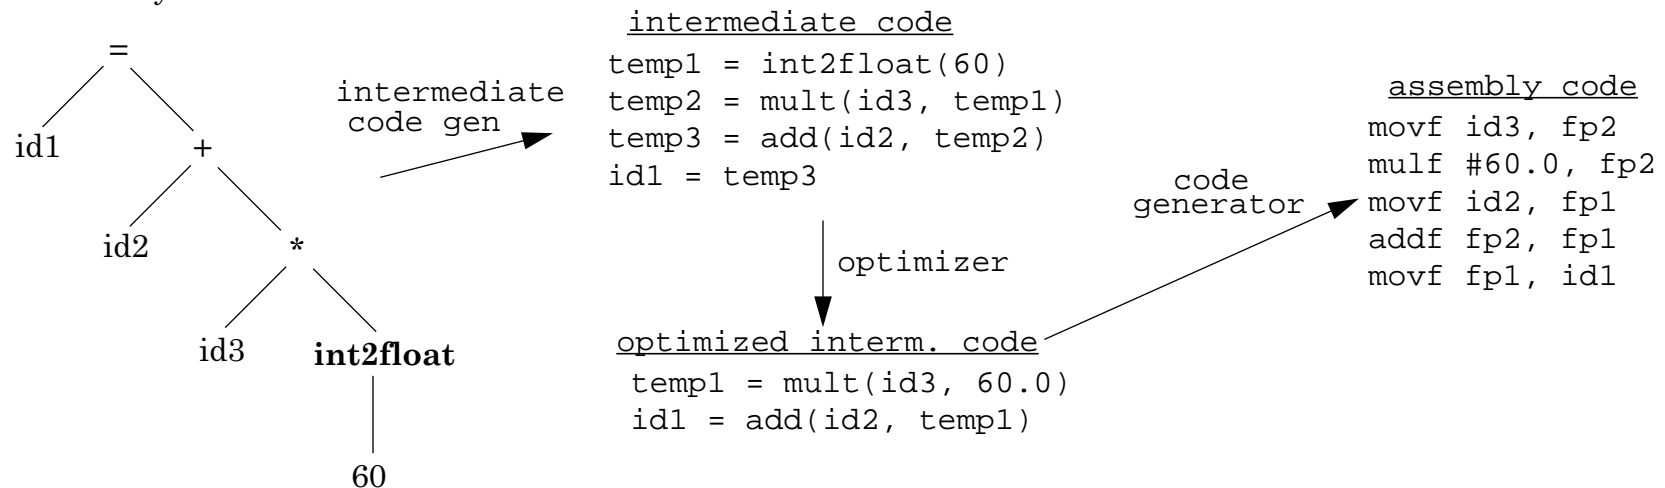 =
id1
+
id2
*
id3
int2float
60
intermediate
code gen
intermediate code
temp1 = int2float(60)
temp2 = mult(id3, temp1)
temp3 = add(id2, temp2)
id1 = temp3
optimizer
optimized interm. code
temp1 = mult(id3, 60.0)
id1 = add(id2, temp1)
code
generator
assembly code
movf id3, fp2
mulf #60.0, fp2
movf id2, fp1
addf fp2, fp1
movf fp1, id1